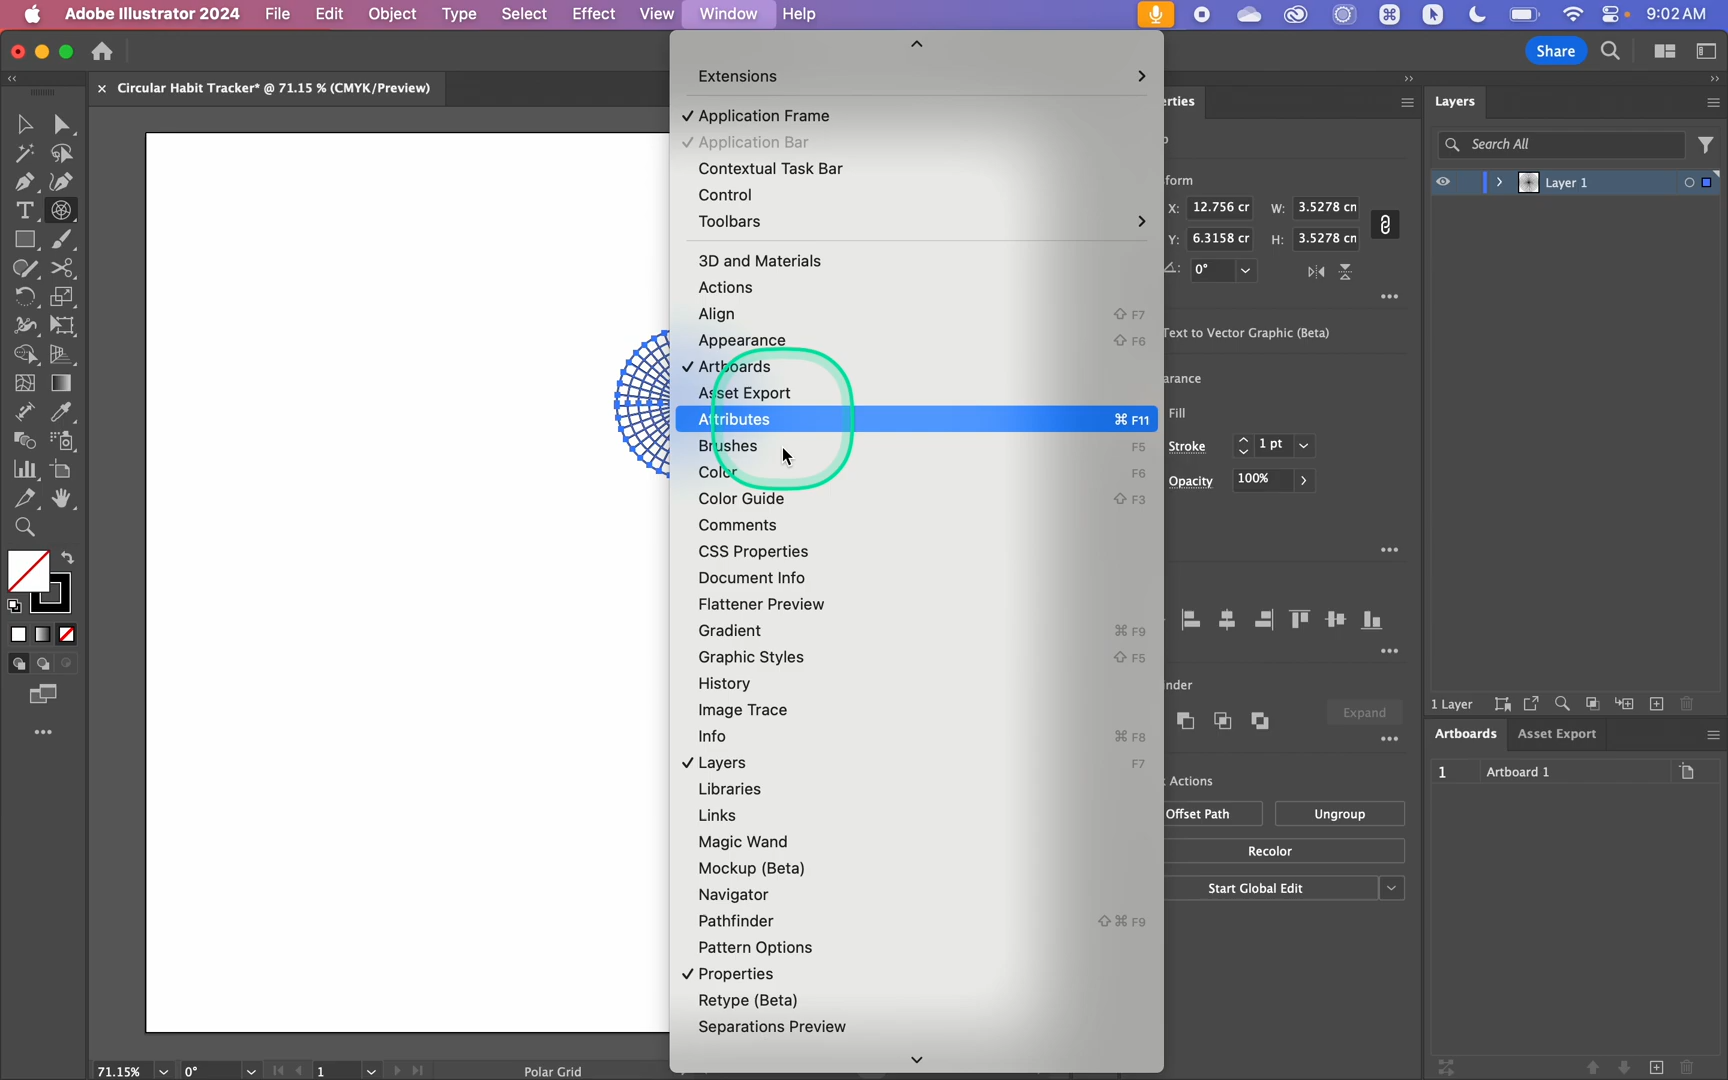 Adobe Illustrator 2024 File Edit Object Type Select Effect View Window Help 9:02 AM
Share
× Circular Habit Tracker* @ 71.15 % (CMYK/Preview)
Extensions
✓ Application Frame
✓ Application Bar
Contextual Task Bar
Control
Toolbars
3D and Materials
Actions
Align ⇧ F7
Appearance ⇧ F6
✓ Artboards
Asset Export
Attributes ⌘ F11
Brushes F5
Color F6
Color Guide ⇧ F3
Comments
CSS Properties
Document Info
Flattener Preview
Gradient ⌘ F9
Graphic Styles ⇧ F5
History
Image Trace
Info ⌘ F8
✓ Layers F7
Libraries
Links
Magic Wand
Mockup (Beta)
Navigator
Pathfinder ⇧ ⌘ F9
Pattern Options
✓ Properties
Retype (Beta)
Separations Preview
erties
form
X: 12.756 cr W: 3.5278 cn
Y: 6.3158 cr H: 3.5278 cn
0°
Text to Vector Graphic (Beta)
arance
Fill
Stroke 1 pt
Opacity 100%
nder
Expand
Actions
Offset Path Ungroup
Recolor
Start Global Edit
Layers
Search All
Layer 1
1 Layer
Artboards Asset Export
1 Artboard 1
71.15% 0° 1 Polar Grid